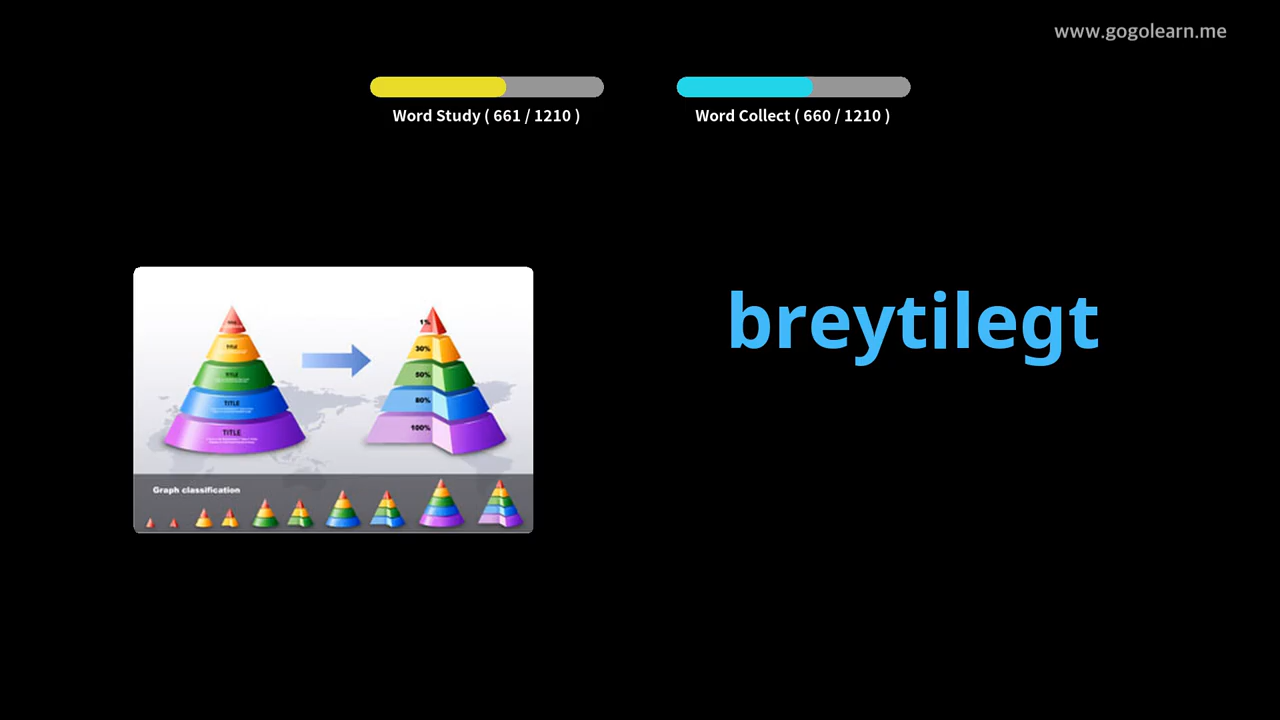 www.gogolearn.me
Word Study ( 661 / 1210 )
Word Collect ( 660 / 1210 )
breytilegt
TITLE
TITLE
TITLE
TITLE
1%
30%
50%
80%
100%
Graph classification